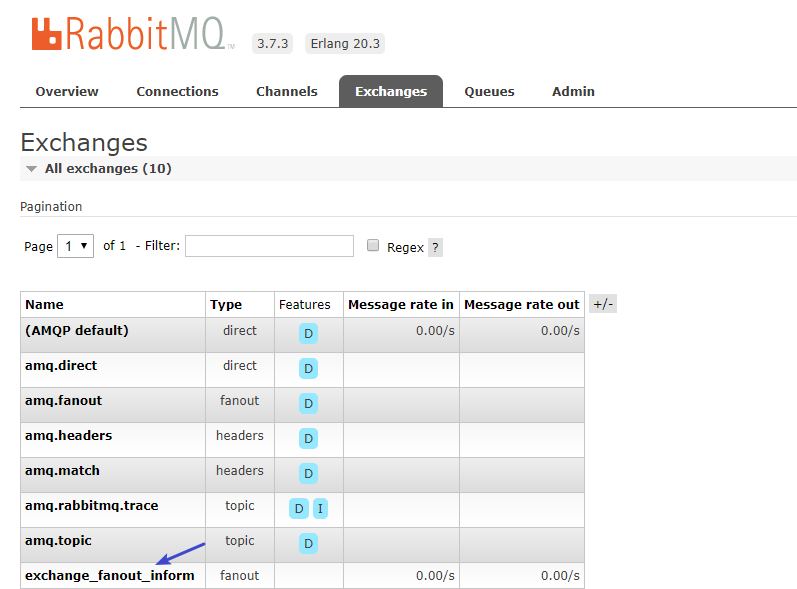 RabbitMQ TM 3.7.3 Erlang 20.3
Overview Connections Channels Exchanges Queues Admin
Exchanges
All exchanges (10)
Pagination
Page 1 of 1 - Filter: Regex ?
Name Type Features Message rate in Message rate out +/-
(AMQP default) direct D 0.00/s 0.00/s
amq.direct direct D
amq.fanout fanout D
amq.headers headers D
amq.match headers D
amq.rabbitmq.trace topic D I
amq.topic topic D
exchange_fanout_inform fanout 0.00/s 0.00/s